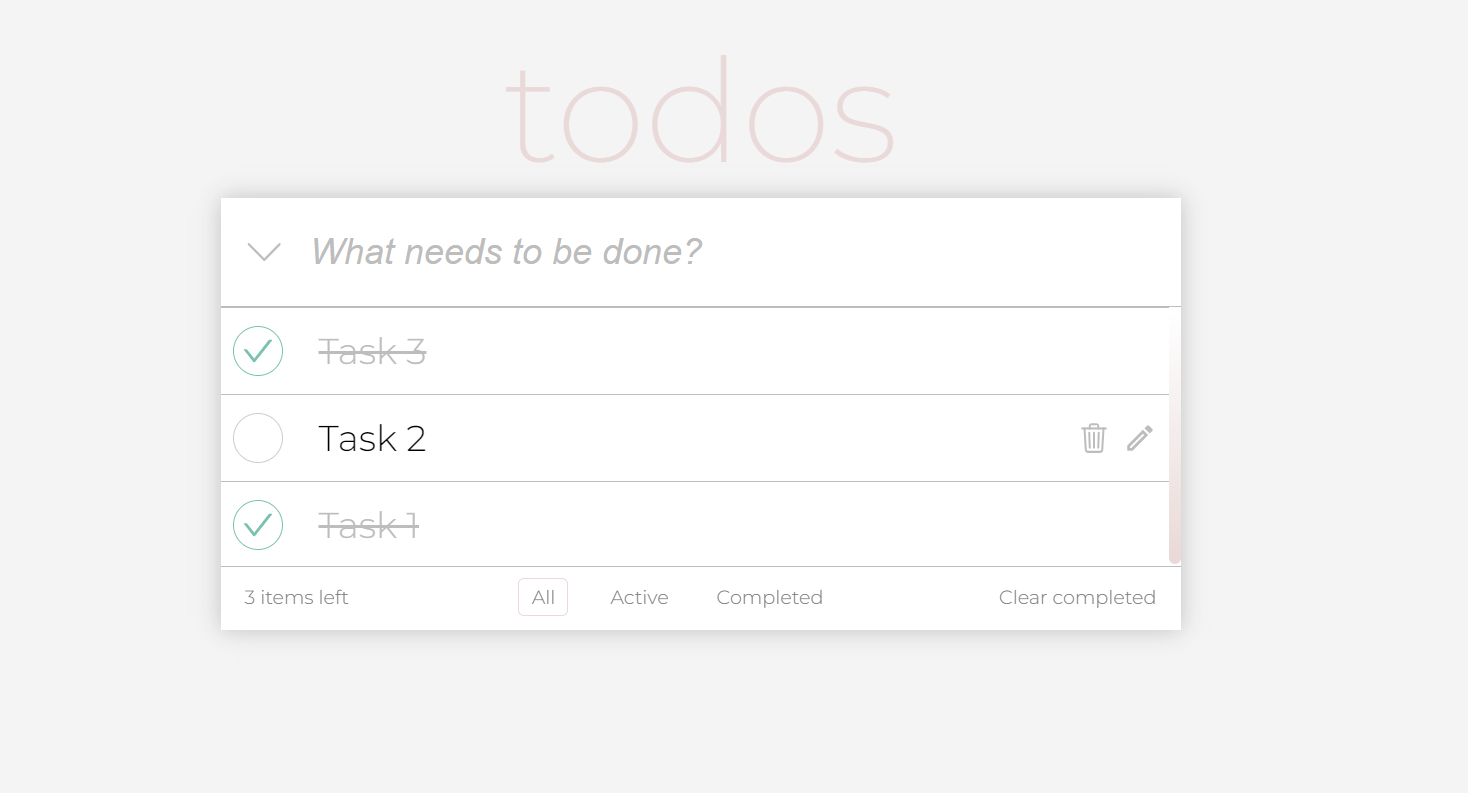 todos
What needs to be done?
Task 3
Task 2
Task 1
3 items left All Active Completed Clear completed